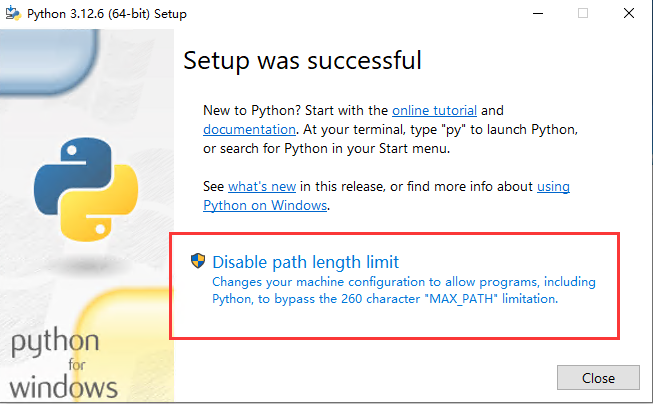 Python 3.12.6 (64-bit) Setup
Setup was successful
New to Python? Start with the online tutorial and
documentation. At your terminal, type "py" to launch Python,
or search for Python in your Start menu.
See what's new in this release, or find more info about using
Python on Windows.
Disable path length limit
Changes your machine configuration to allow programs, including
Python, to bypass the 260 character "MAX_PATH" limitation.
python
for
windows
Close